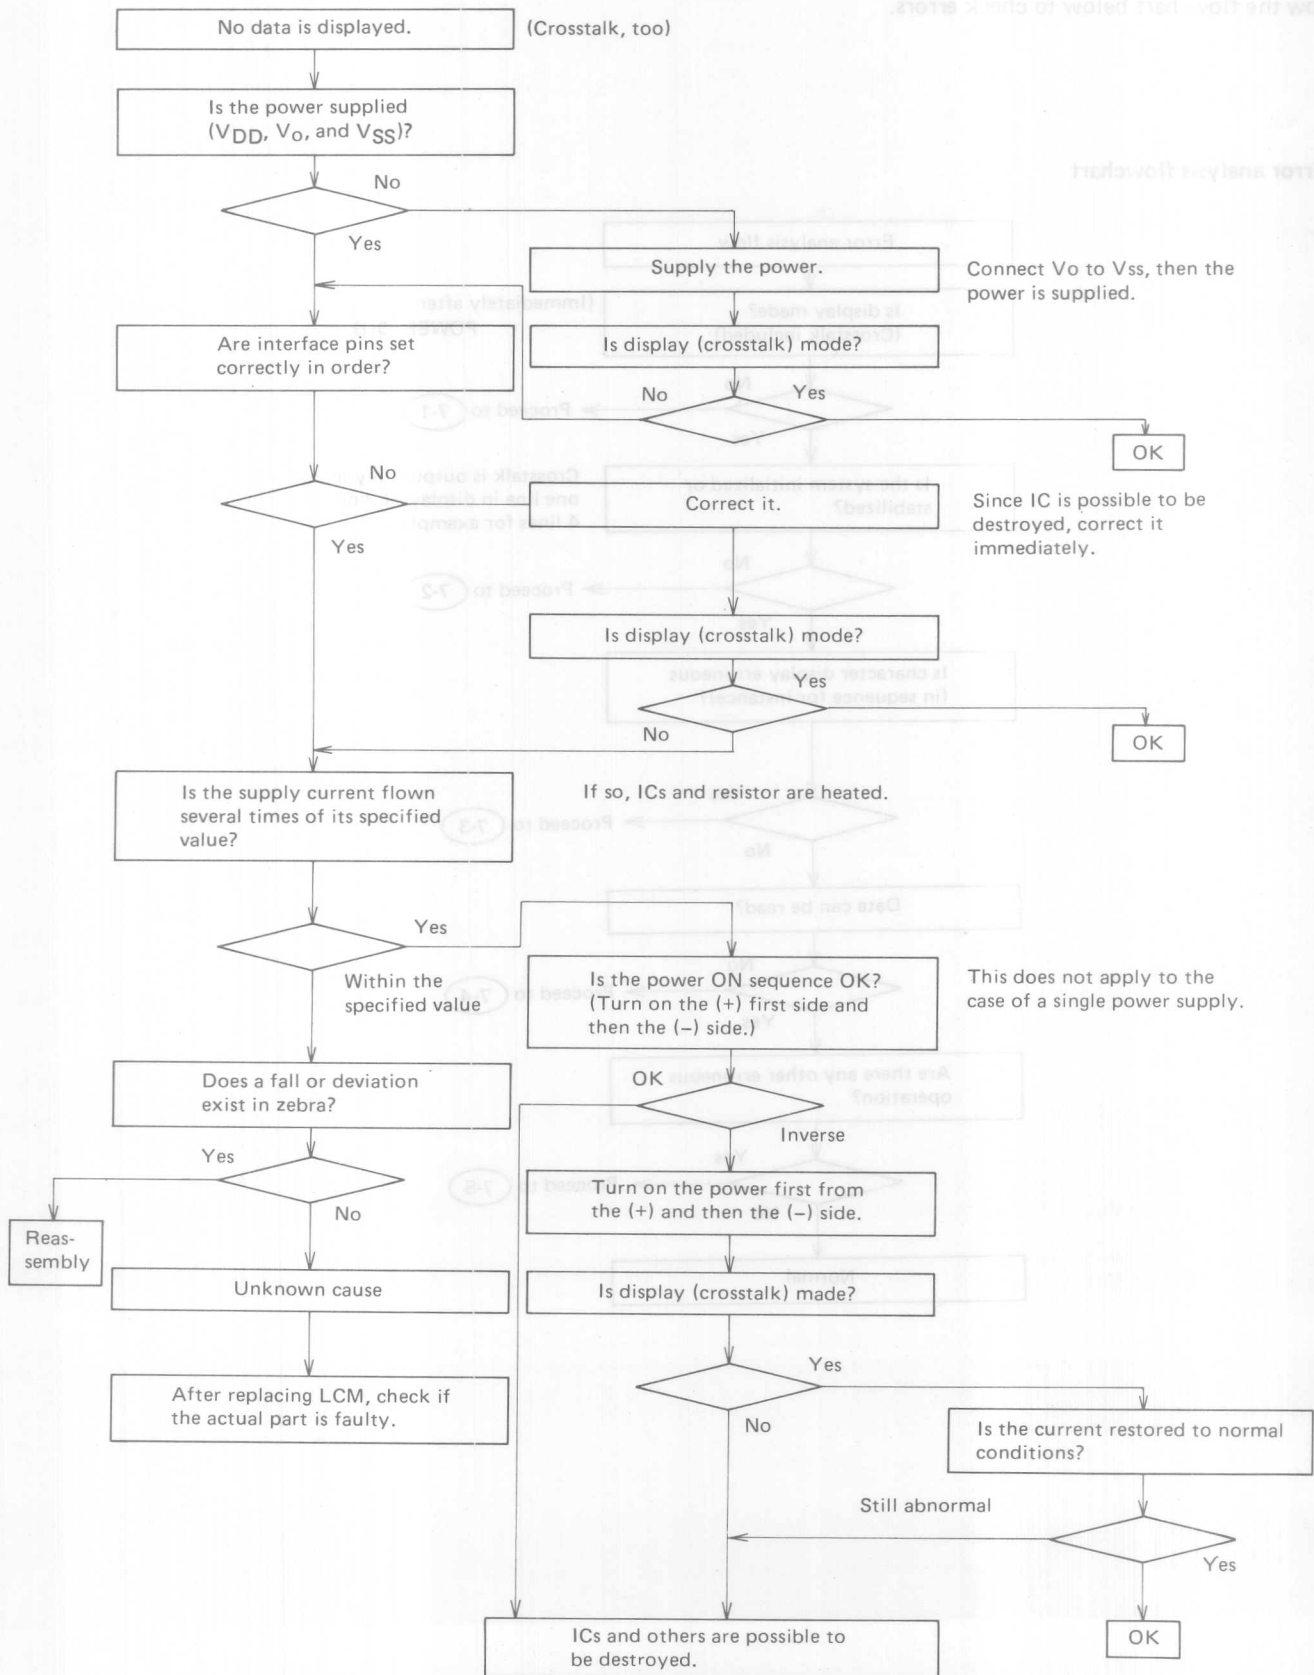 No data is displayed.
(Crosstalk, too)
Is the power supplied
(VDD, Vo, and VSS)?
No
Yes
Supply the power.
Connect Vo to Vss, then the
power is supplied.
Are interface pins set
correctly in order?
Is display (crosstalk) mode?
No
Yes
OK
No
Yes
Correct it.
Since IC is possible to be
destroyed, correct it
immediately.
Is display (crosstalk) mode?
Yes
No
OK
Is the supply current flown
several times of its specified
value?
If so, ICs and resistor are heated.
Yes
Within the
specified value
Is the power ON sequence OK?
(Turn on the (+) first side and
then the (−) side.)
This does not apply to the
case of a single power supply.
Does a fall or deviation
exist in zebra?
OK
Inverse
Yes
No
Turn on the power first from
the (+) and then the (−) side.
Reas-
sembly
Unknown cause
Is display (crosstalk) made?
After replacing LCM, check if
the actual part is faulty.
Yes
No
Is the current restored to normal
conditions?
Still abnormal
Yes
OK
ICs and others are possible to
be destroyed.